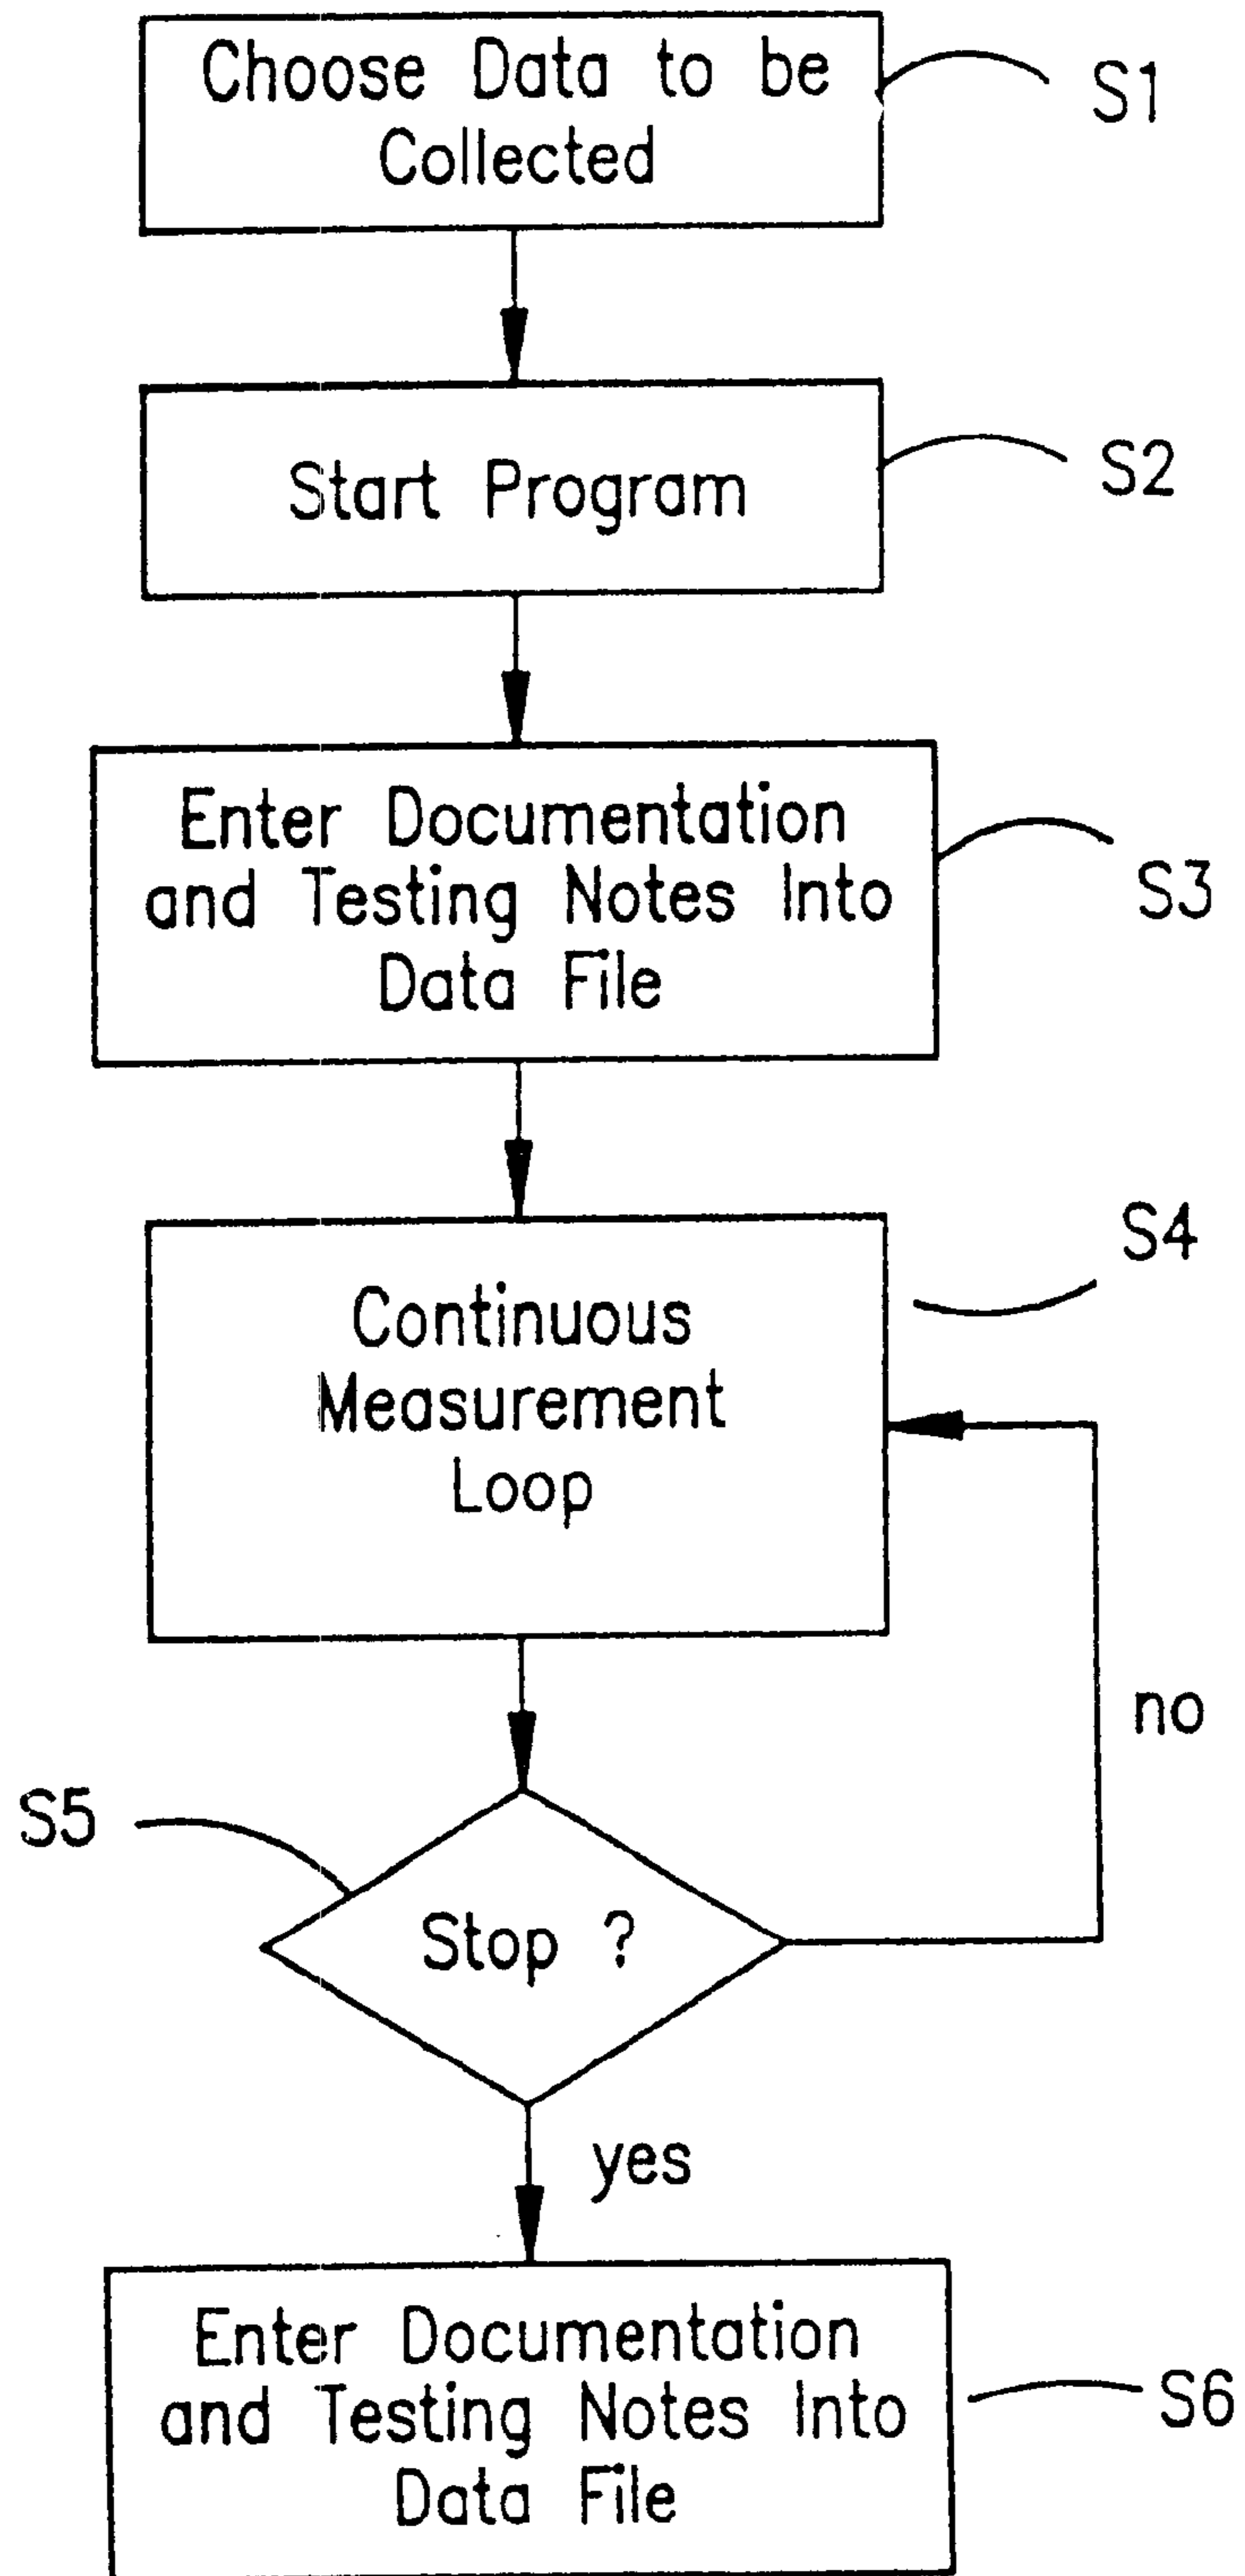 Choose Data to be
Collected
S1
Start Program
S2
Enter Documentation
and Testing Notes Into
Data File
S3
S4
Continuous
Measurement
Loop
no
S5
Stop ?
yes
Enter Documentation
and Testing Notes Into
Data File
S6